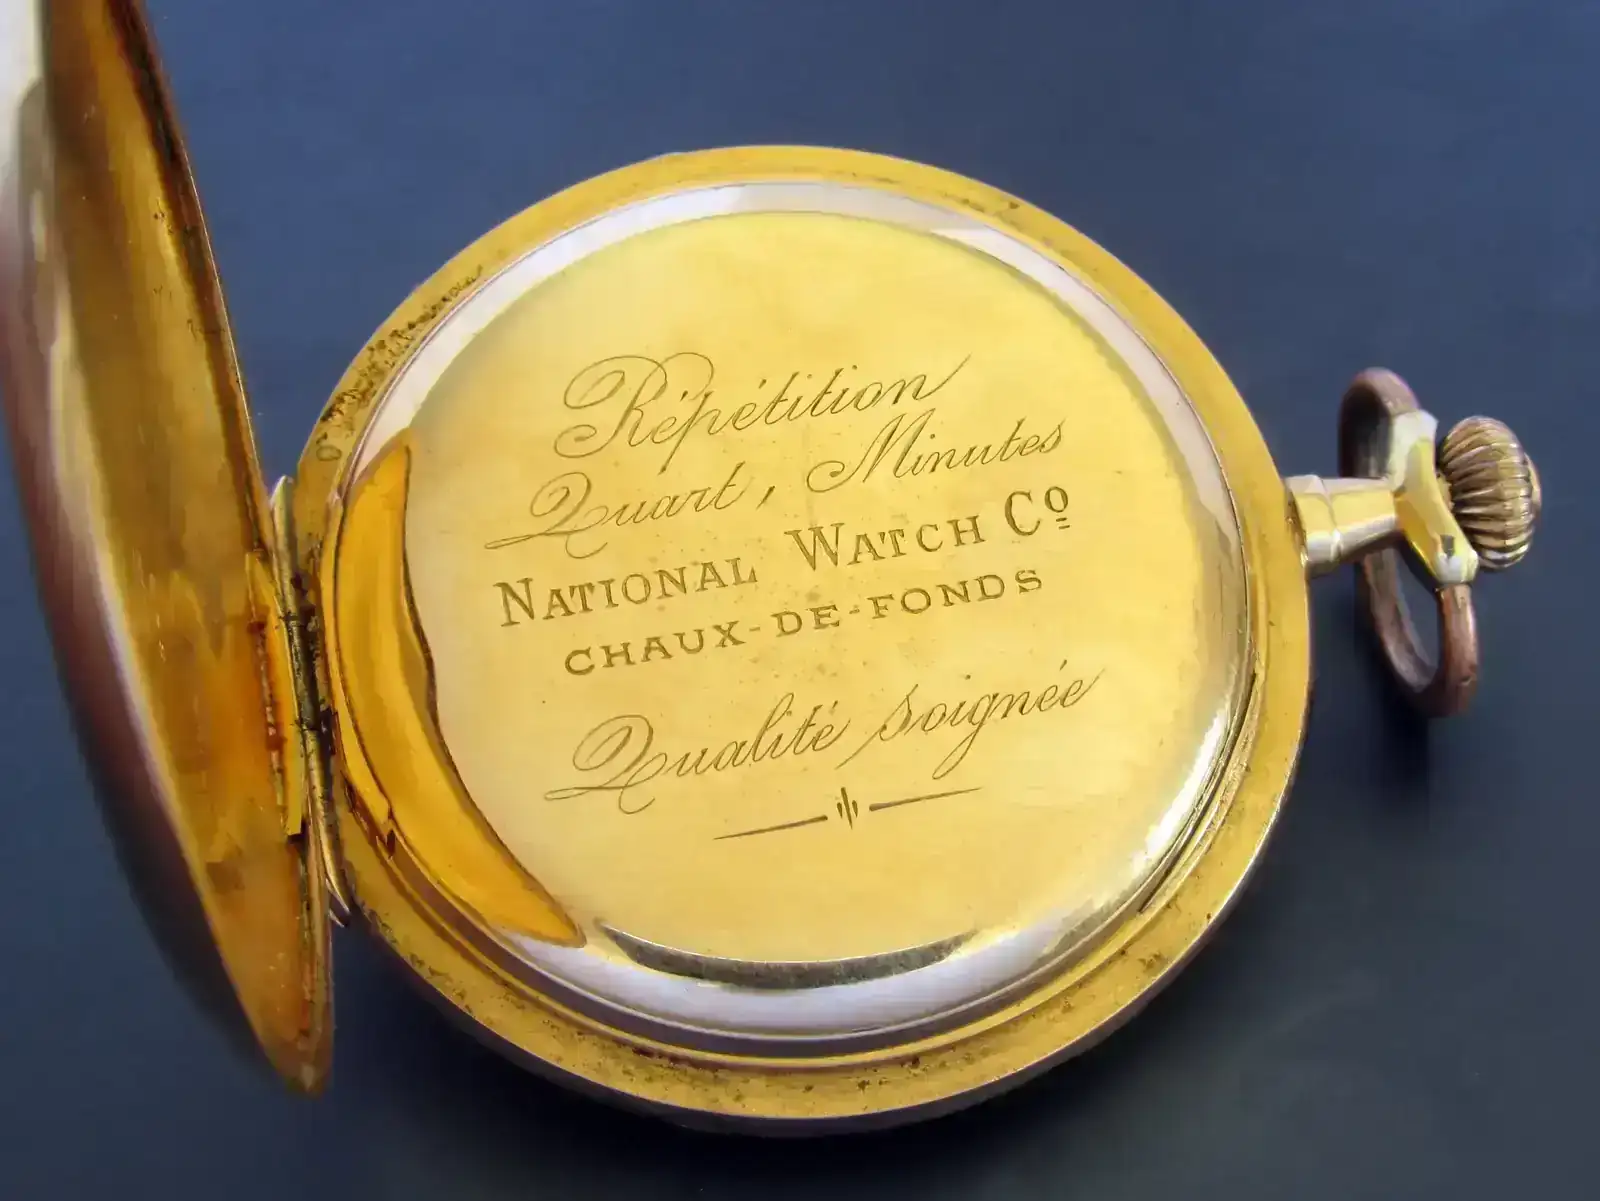 Répétition
Quart, Minutes
NATIONAL WATCH Cº
CHAUX-DE-FONDS
Qualité soignée